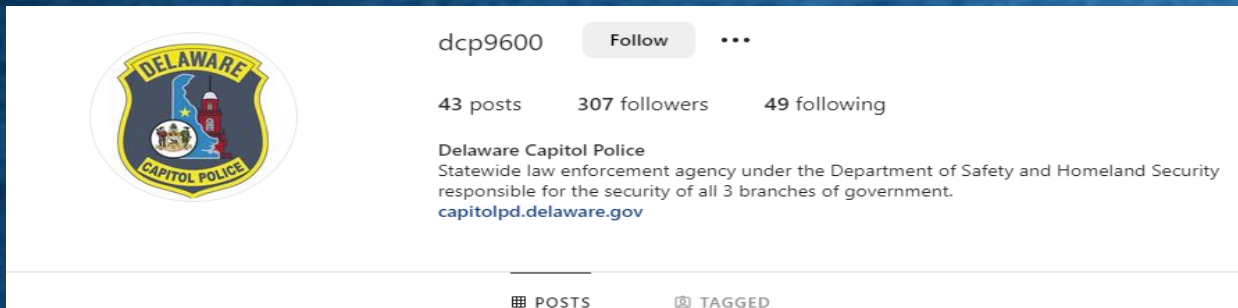 DELAWARE
CAPITOL POLICE
dcp9600 Follow •••
43 posts 307 followers 49 following
Delaware Capitol Police
Statewide law enforcement agency under the Department of Safety and Homeland Security
responsible for the security of all 3 branches of government.
capitolpd.delaware.gov
POSTS TAGGED